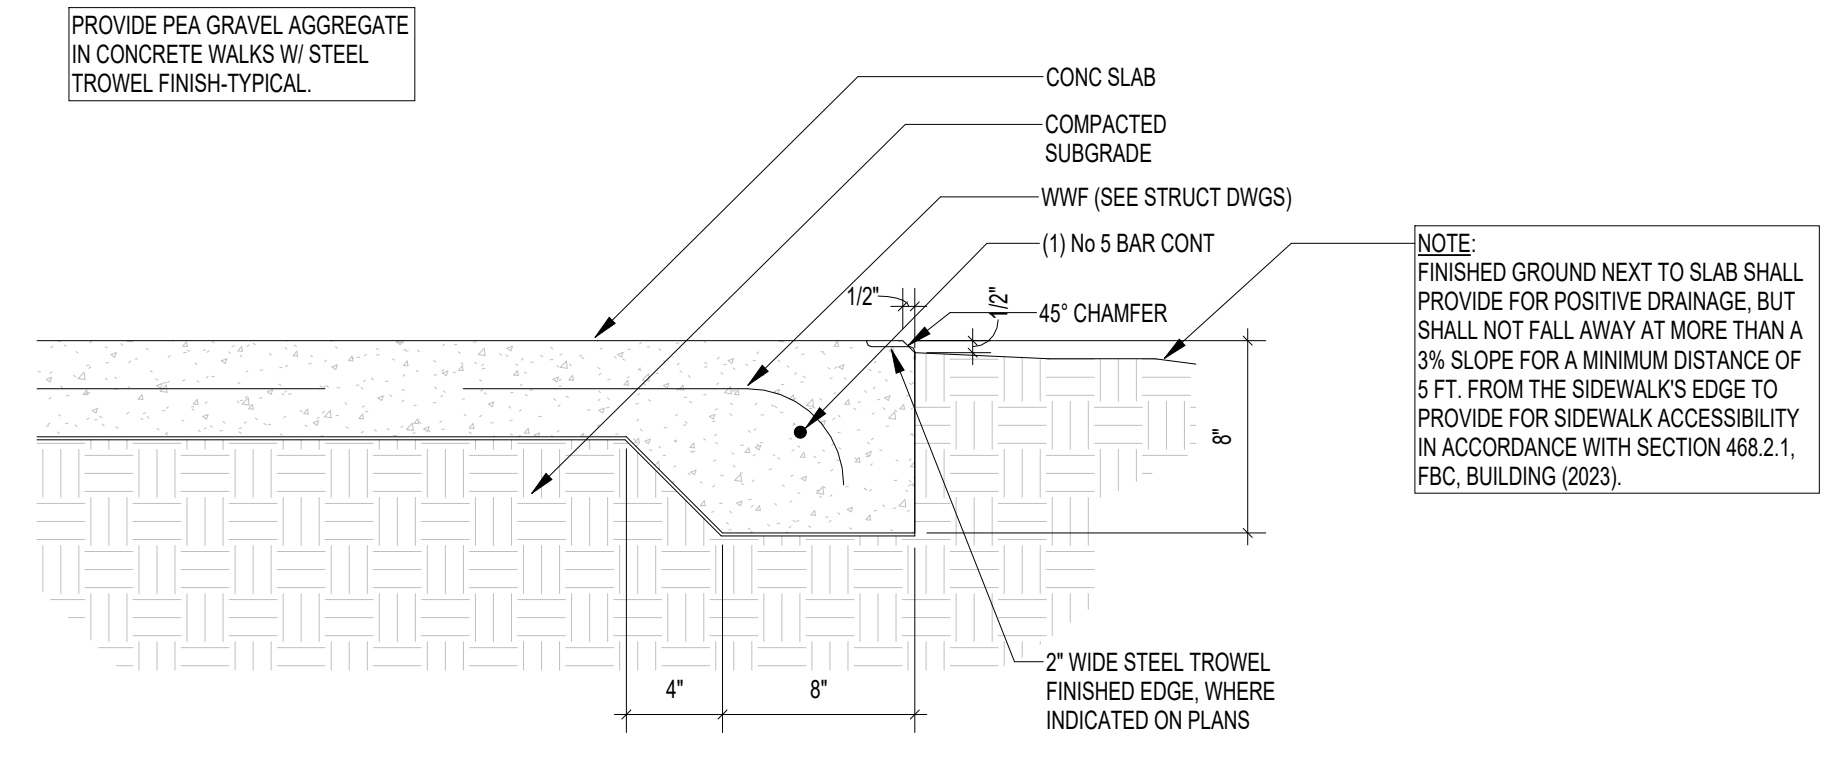 PROVIDE PEA GRAVEL AGGREGATE
IN CONCRETE WALKS W/ STEEL
TROWEL FINISH-TYPICAL.
CONC SLAB
COMPACTED
SUBGRADE
WWF (SEE STRUCT DWGS)
(1) No 5 BAR CONT
1/2"
1/2"
45° CHAMFER
NOTE:
FINISHED GROUND NEXT TO SLAB SHALL
PROVIDE FOR POSITIVE DRAINAGE, BUT
SHALL NOT FALL AWAY AT MORE THAN A
3% SLOPE FOR A MINIMUM DISTANCE OF
5 FT. FROM THE SIDEWALK'S EDGE TO
PROVIDE FOR SIDEWALK ACCESSIBILITY
IN ACCORDANCE WITH SECTION 468.2.1,
FBC, BUILDING (2023).
8"
2" WIDE STEEL TROWEL
FINISHED EDGE, WHERE
INDICATED ON PLANS
4"
8"